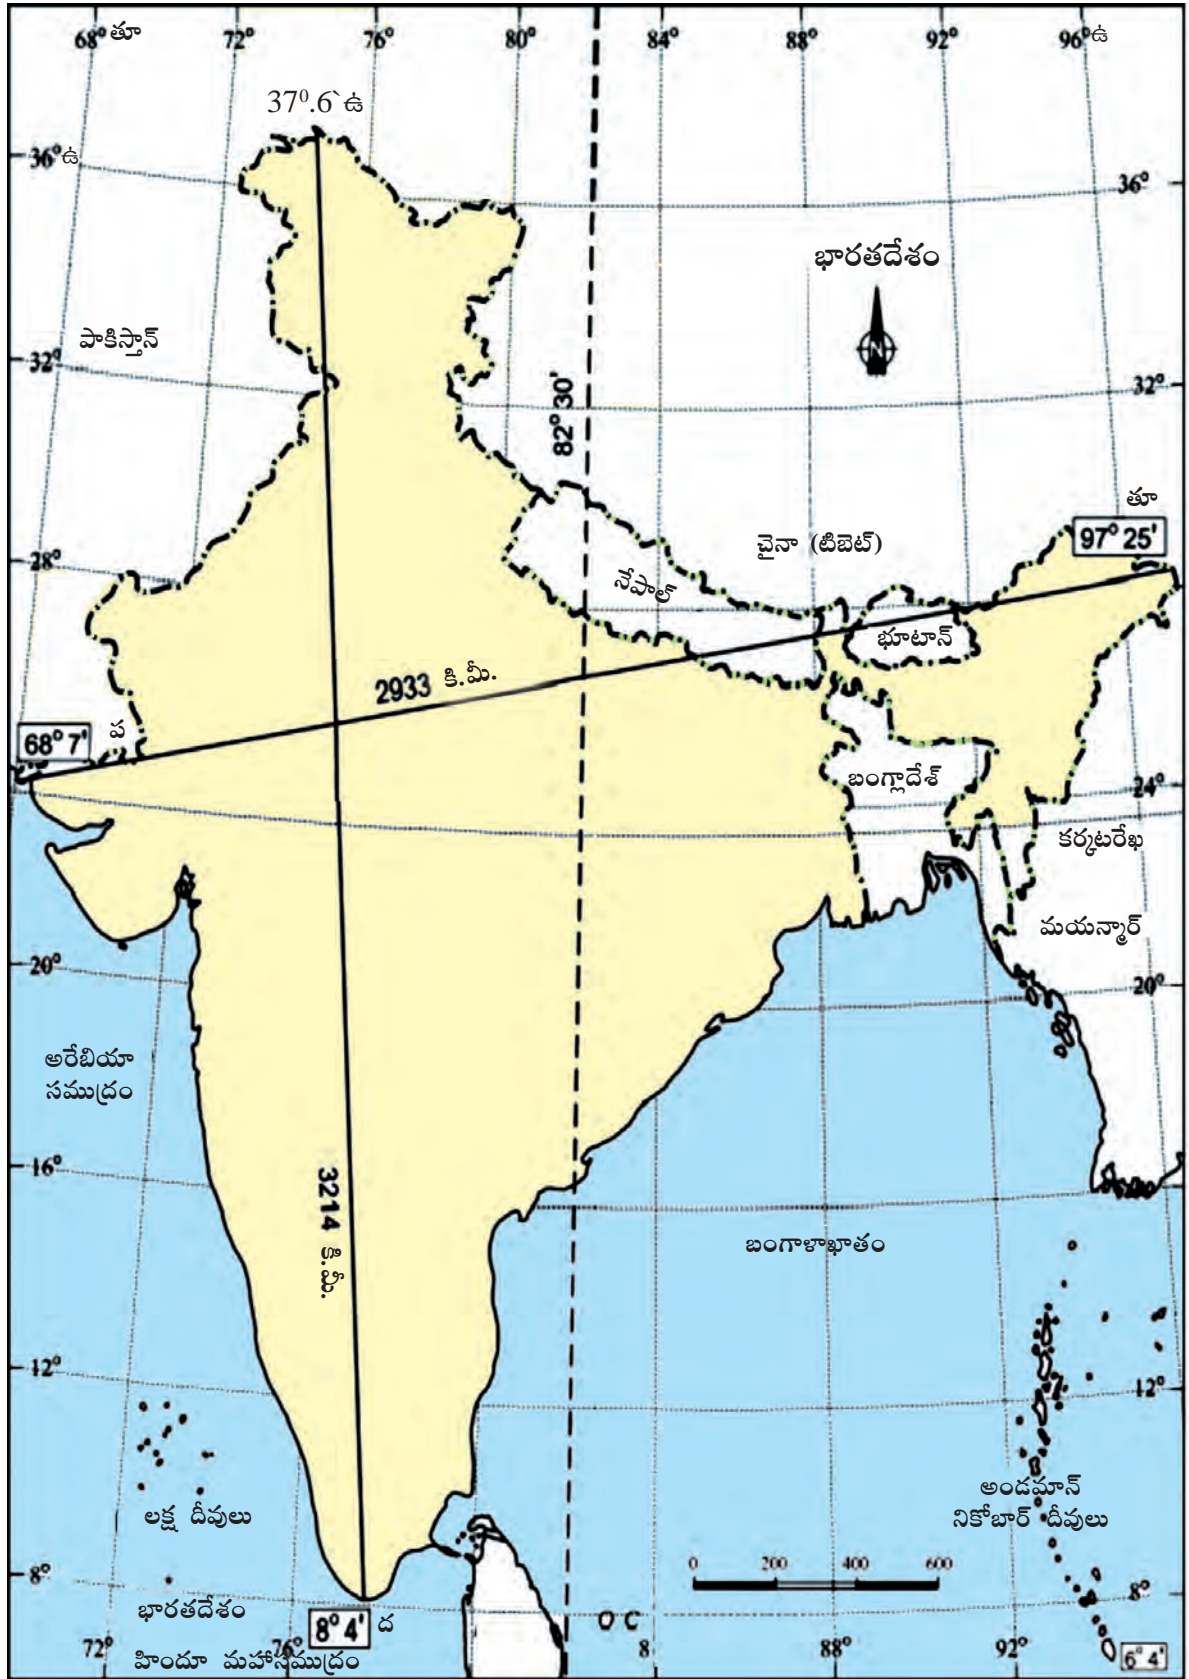 68° తూ 72° 76° 80° 84° 88° 92° 96° ఉ
37⁰.6` ఉ
36° ఉ
36°
భారతదేశం
N
పాకిస్తాన్
32°
32°
82° 30'
తూ
97° 25'
చైనా (టిబెట్)
28°
నేపాల్
భూటాన్
2933 కి.మీ.
ప
68° 7'
బంగ్లాదేశ్
24°
కర్కటరేఖ
మయన్మార్
20°
20°
అరేబియా
సముద్రం
16°
3214 కి.మీ.
బంగాళాఖాతం
12°
12°
లక్ష దీవులు
అండమాన్
నికోబార్ దీవులు
0 200 400 600
8°
8°
భారతదేశం
8° 4' ద
72° 76° 88° 92°
హిందూ మహాసముద్రం
6° 4'